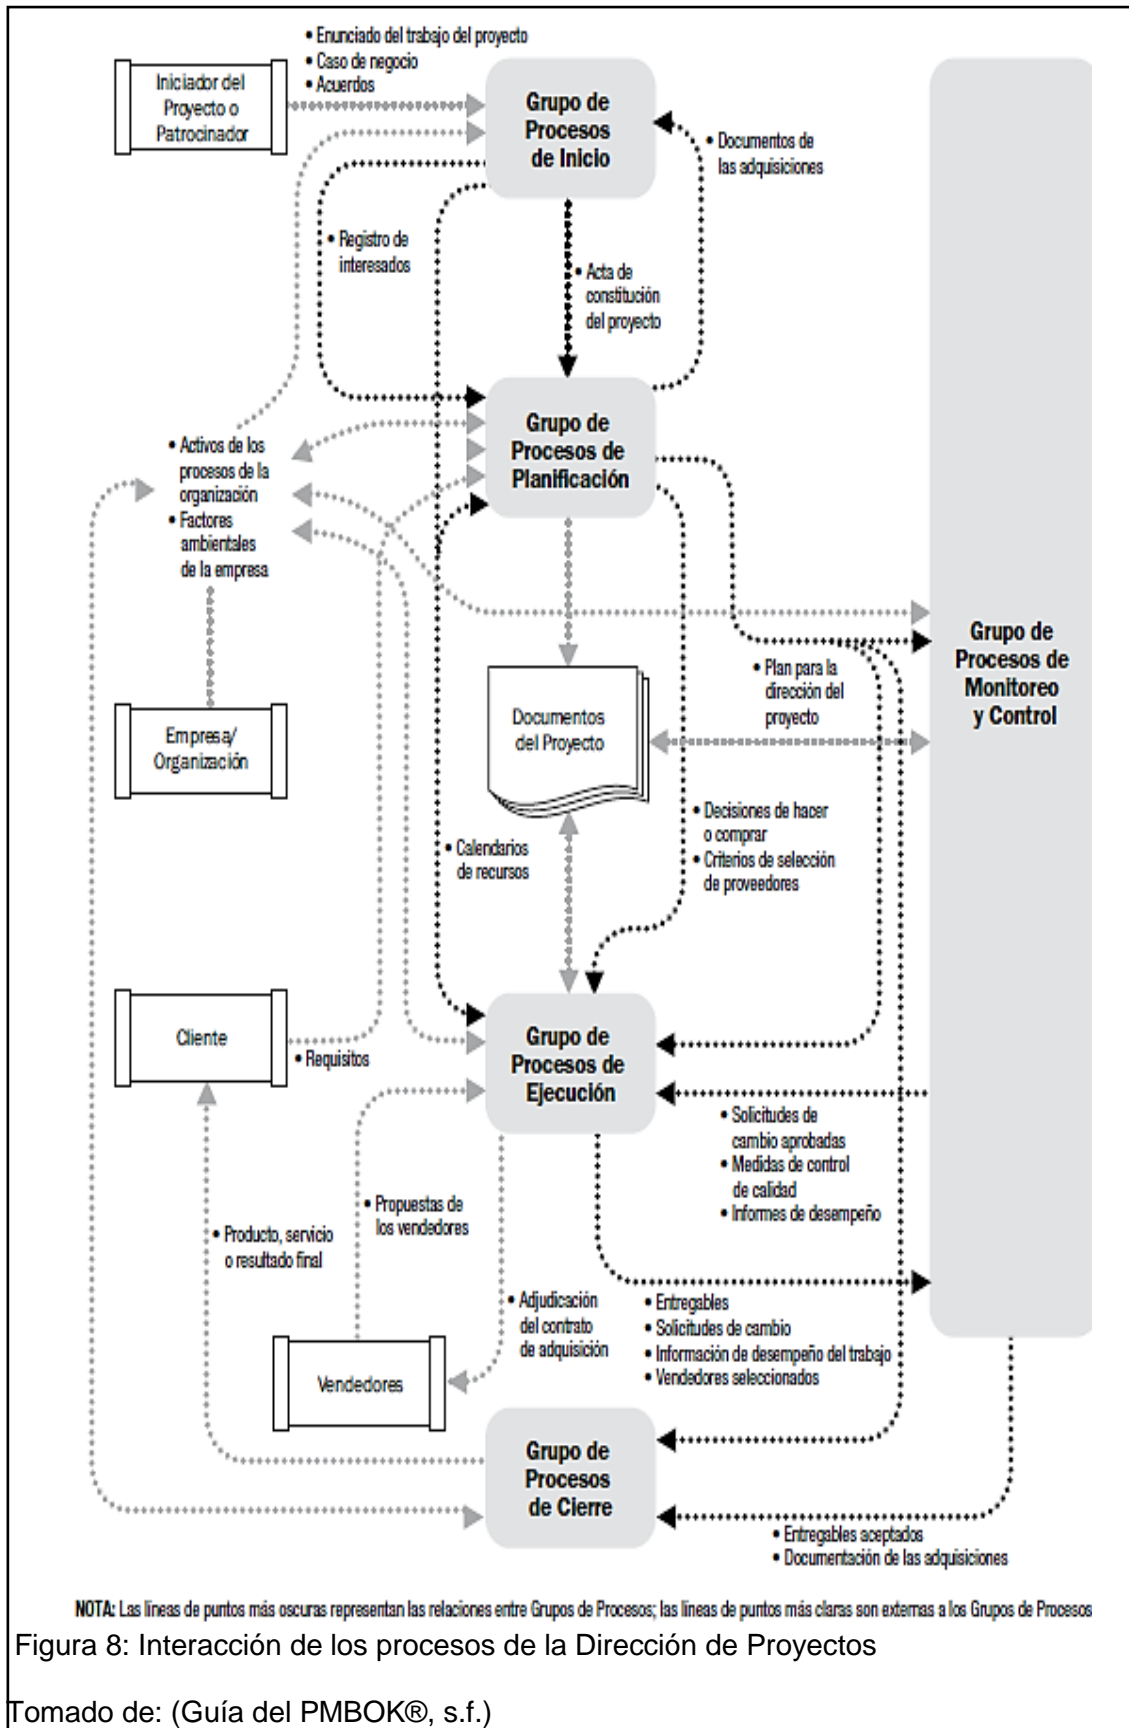 • Enunciado del trabajo del proyecto
• Caso de negocio
• Acuerdos
Iniciador del
Proyecto o
Patrocinador
Grupo de
Procesos
de Inicio
• Documentos de
las adquisiciones
• Registro de
interesados
• Acta de
constitución
del proyecto
Grupo de
Procesos de
Planificación
• Activos de los
procesos de la
organización
• Factores
ambientales
de la empresa
Grupo de
Procesos de
Monitoreo
y Control
• Plan para la
dirección del
proyecto
Documentos
del Proyecto
Empresa/
Organización
• Decisiones de hacer
o comprar
• Criterios de selección
de proveedores
• Calendarios
de recursos
Cliente
• Requisitos
Grupo de
Procesos de
Ejecución
• Solicitudes de
cambio aprobadas
• Medidas de control
de calidad
• Informes de desempeño
• Propuestas de
los vendedores
• Producto, servicio
o resultado final
• Adjudicación
del contrato
de adquisición
• Entregables
• Solicitudes de cambio
• Información de desempeño del trabajo
• Vendedores seleccionados
Vendedores
Grupo de
Procesos
de Cierre
• Entregables aceptados
• Documentación de las adquisiciones
NOTA: Las líneas de puntos más oscuras representan las relaciones entre Grupos de Procesos; las líneas de puntos más claras son externas a los Grupos de Procesos
Figura 8: Interacción de los procesos de la Dirección de Proyectos
Tomado de: (Guía del PMBOK®, s.f.)